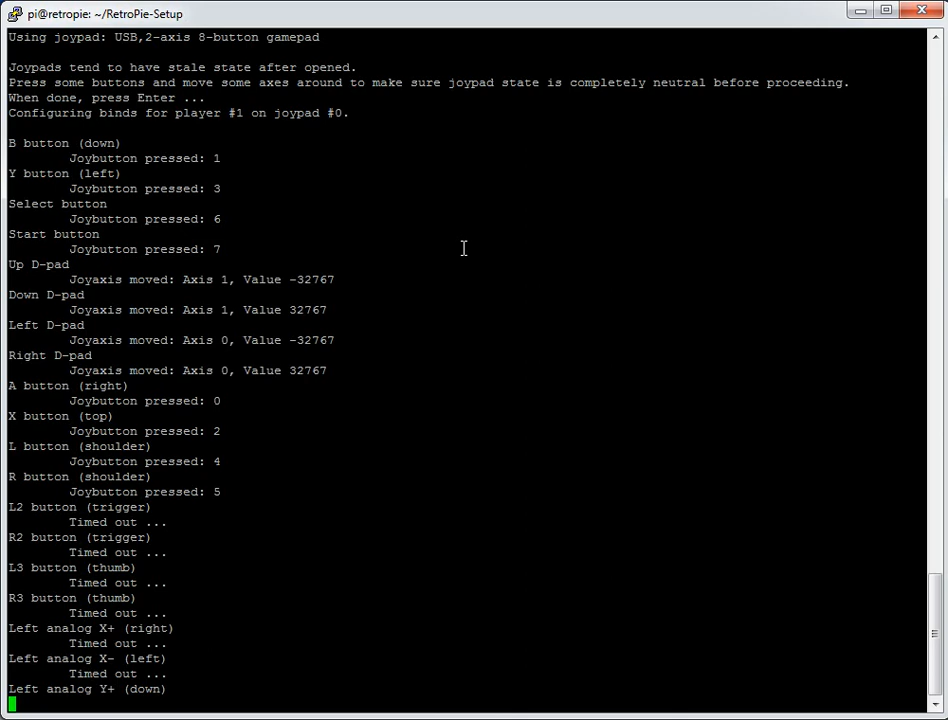 pi@retropie: ~/RetroPie-Setup
Using joypad: USB,2-axis 8-button gamepad
Joypads tend to have stale state after opened.
Press some buttons and move some axes around to make sure joypad state is completely neutral before proceeding.
When done, press Enter ...
Configuring binds for player #1 on joypad #0.
B button (down)
Joybutton pressed: 1
Y button (left)
Joybutton pressed: 3
Select button
Joybutton pressed: 6
Start button
Joybutton pressed: 7
Up D-pad
Joyaxis moved: Axis 1, Value -32767
Down D-pad
Joyaxis moved: Axis 1, Value 32767
Left D-pad
Joyaxis moved: Axis 0, Value -32767
Right D-pad
Joyaxis moved: Axis 0, Value 32767
A button (right)
Joybutton pressed: 0
X button (top)
Joybutton pressed: 2
L button (shoulder)
Joybutton pressed: 4
R button (shoulder)
Joybutton pressed: 5
L2 button (trigger)
Timed out ...
R2 button (trigger)
Timed out ...
L3 button (thumb)
Timed out ...
R3 button (thumb)
Timed out ...
Left analog X+ (right)
Timed out ...
Left analog X- (left)
Timed out ...
Left analog Y+ (down)